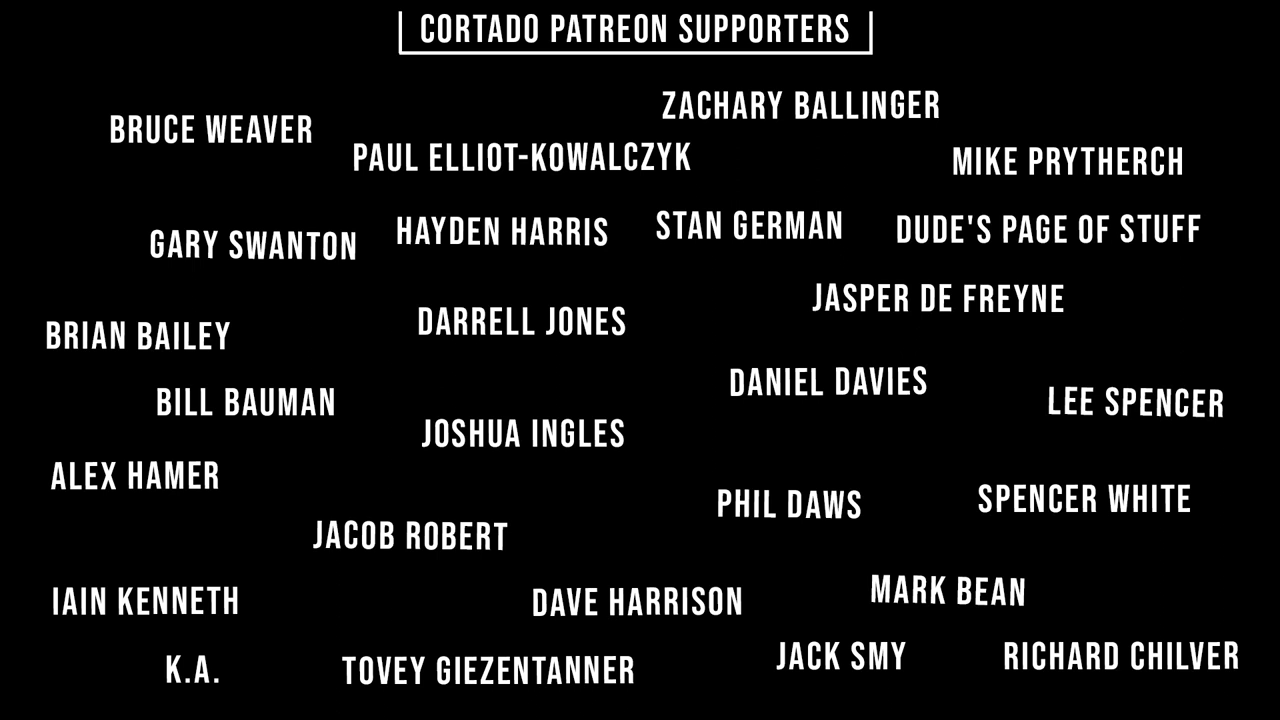 CORTADO PATREON SUPPORTERS
ZACHARY BALLINGER
BRUCE WEAVER
PAUL ELLIOT-KOWALCZYK
MIKE PRYTHERCH
GARY SWANTON
HAYDEN HARRIS
STAN GERMAN
DUDE'S PAGE OF STUFF
JASPER DE FREYNE
BRIAN BAILEY
DARRELL JONES
DANIEL DAVIES
LEE SPENCER
BILL BAUMAN
JOSHUA INGLES
ALEX HAMER
PHIL DAWS
SPENCER WHITE
JACOB ROBERT
IAIN KENNETH
DAVE HARRISON
MARK BEAN
K.A.
TOVEY GIEZENTANNER
JACK SMY
RICHARD CHILVER